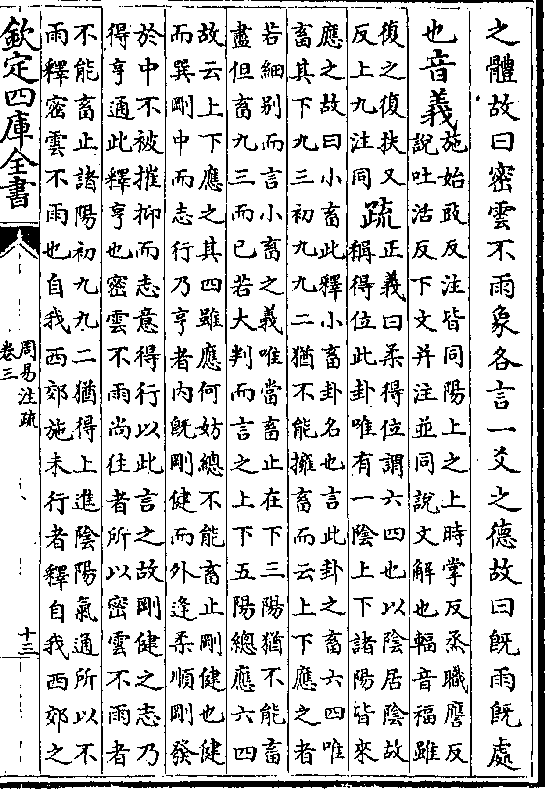 之體故曰密雲不雨象各言一爻之德故曰旣雨旣處
也音義
施始豉反注皆同陽上之上時掌反烝職膺反
說吐活反下文并注並同說文解也輻音福雖
復之復扶又
反上九注同
疏
正義曰柔得位謂六四也以陰居陰故
稱得位此卦唯有一陰上下諸陽皆來
應之故曰小畜此釋小畜卦名也言此卦之畜六四唯
畜其下九三初九九二猶不能擁畜而云上下應之者
若細别而言小畜之義唯當畜止在下三陽猶不能畜
盡但畜九三而已若大判而言之上下五陽總應六四
故云上下應之其四雖應何妨總不能畜止剛健也健
而巽剛中而志行乃亨者内旣剛健而外逢柔順剛發
於中不被摧抑而志意得行以此言之故剛健之志乃
得亨通此釋亨也密雲不雨尚往者所以密雲不雨者
不能畜止諸陽初九九二猶得上進陰陽氣通所以不
雨釋密雲不雨也自我西郊施未行者釋自我西郊之
欽定四庫全書
周易注疏
卷三
十三